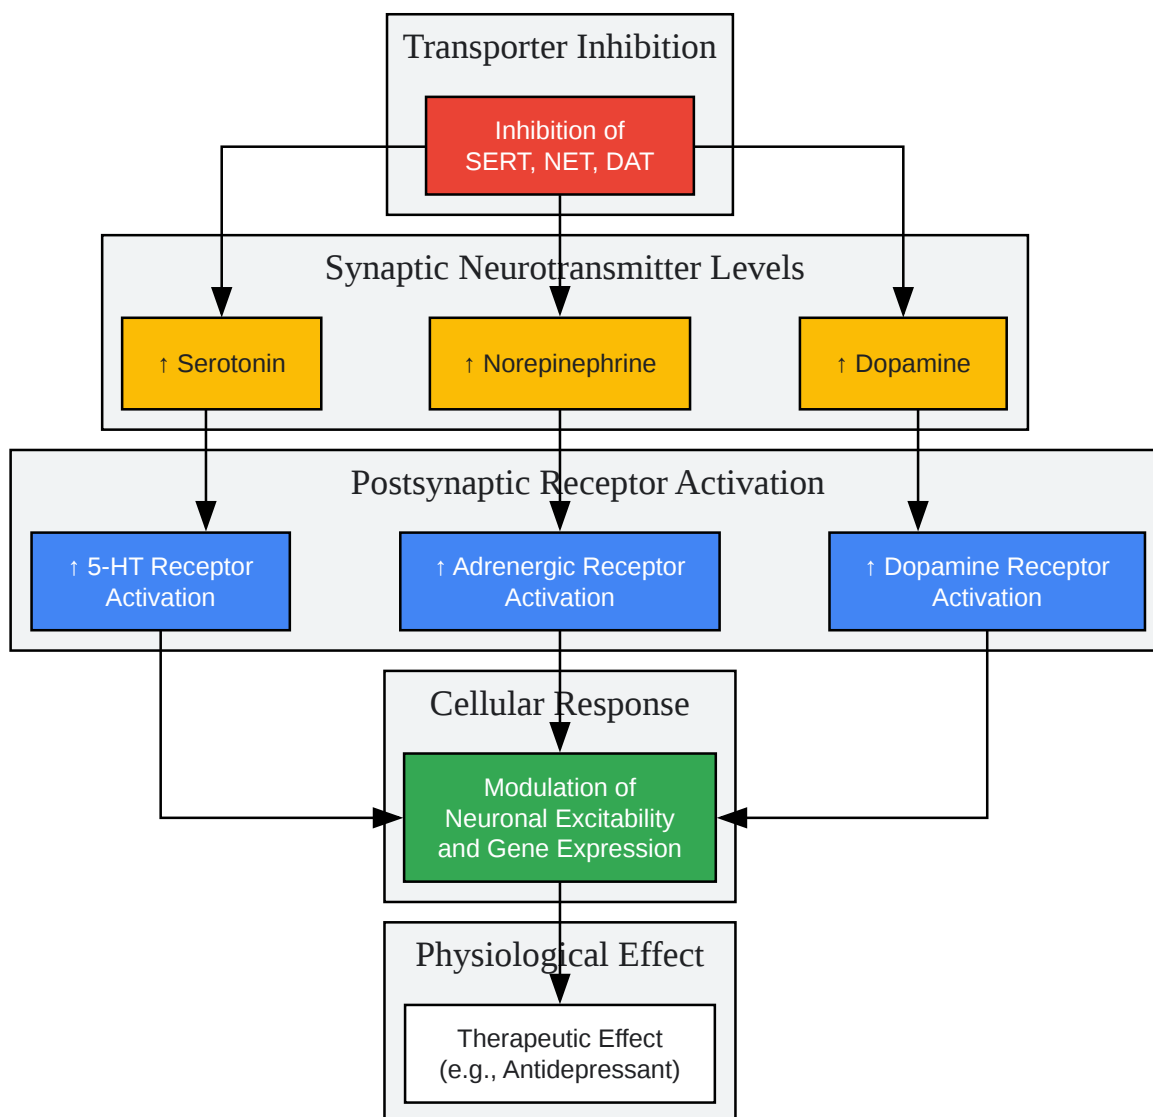 Transporter Inhibition
Inhibition of
SERT, NET, DAT
Synaptic Neurotransmitter Levels
↑ Serotonin
↑ Norepinephrine
↑ Dopamine
Postsynaptic Receptor Activation
↑ 5-HT Receptor
Activation
↑ Adrenergic Receptor
Activation
↑ Dopamine Receptor
Activation
Cellular Response
Modulation of
Neuronal Excitability
and Gene Expression
Physiological Effect
Therapeutic Effect
(e.g., Antidepressant)